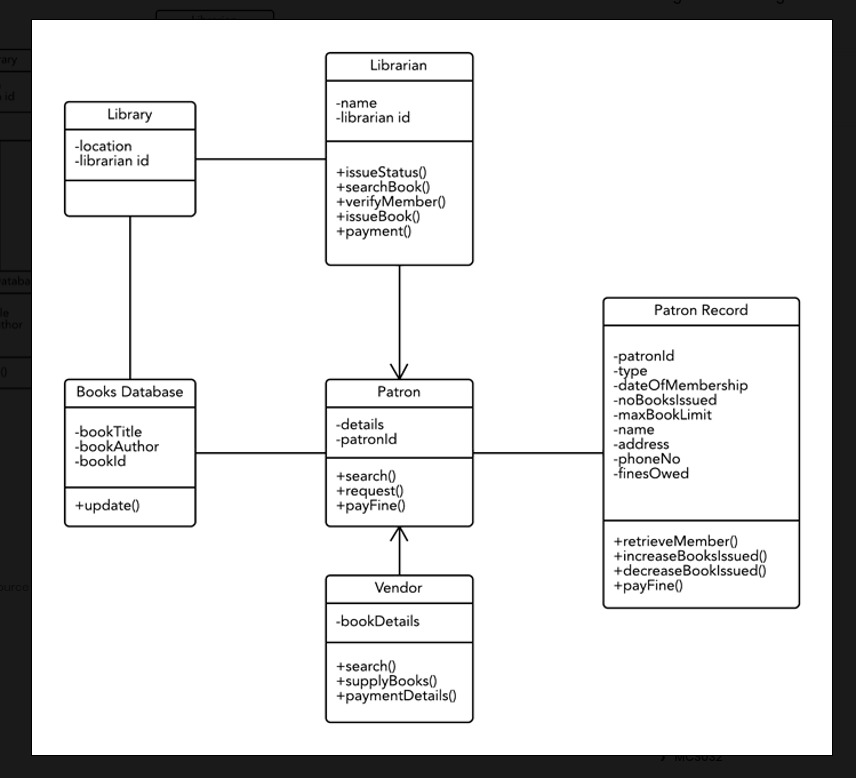 Librarian
-name
-librarian id
+issueStatus()
+searchBook()
+verifyMember()
+issueBook()
+payment()
Library
-location
-librarian id
Patron Record
-patronId
-type
-dateOfMembership
-noBooksIssued
-maxBookLimit
-name
-address
-phoneNo
-finesOwed
+retrieveMember()
+increaseBooksIssued()
+decreaseBookIssued()
+payFine()
Books Database
-bookTitle
-bookAuthor
-bookId
+update()
Patron
-details
-patronId
+search()
+request()
+payFine()
Vendor
-bookDetails
+search()
+supplyBooks()
+paymentDetails()